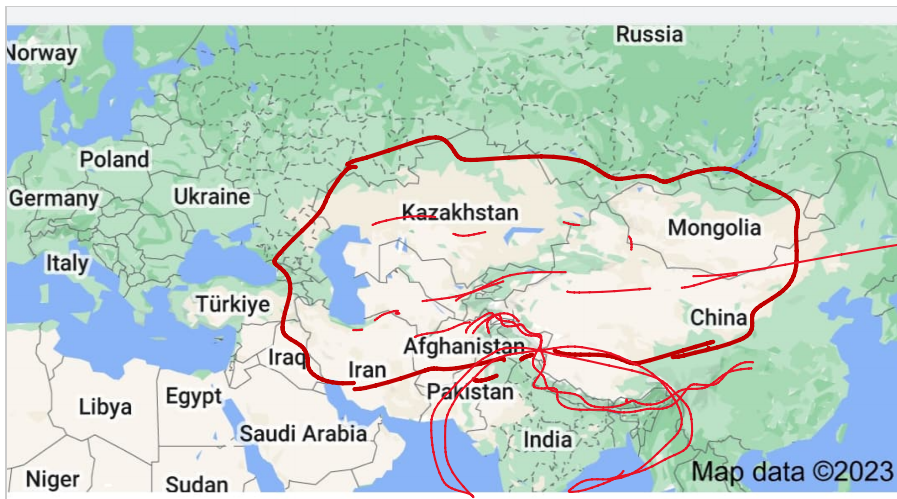 Russia
Norway
Poland
Germany
Ukraine
Kazakhstan
Mongolia
Italy
Türkiye
China
Afghanistan
Iraq
Iran
Pakistan
Egypt
Libya
Saudi Arabia
India
Niger
Sudan
Map data ©2023